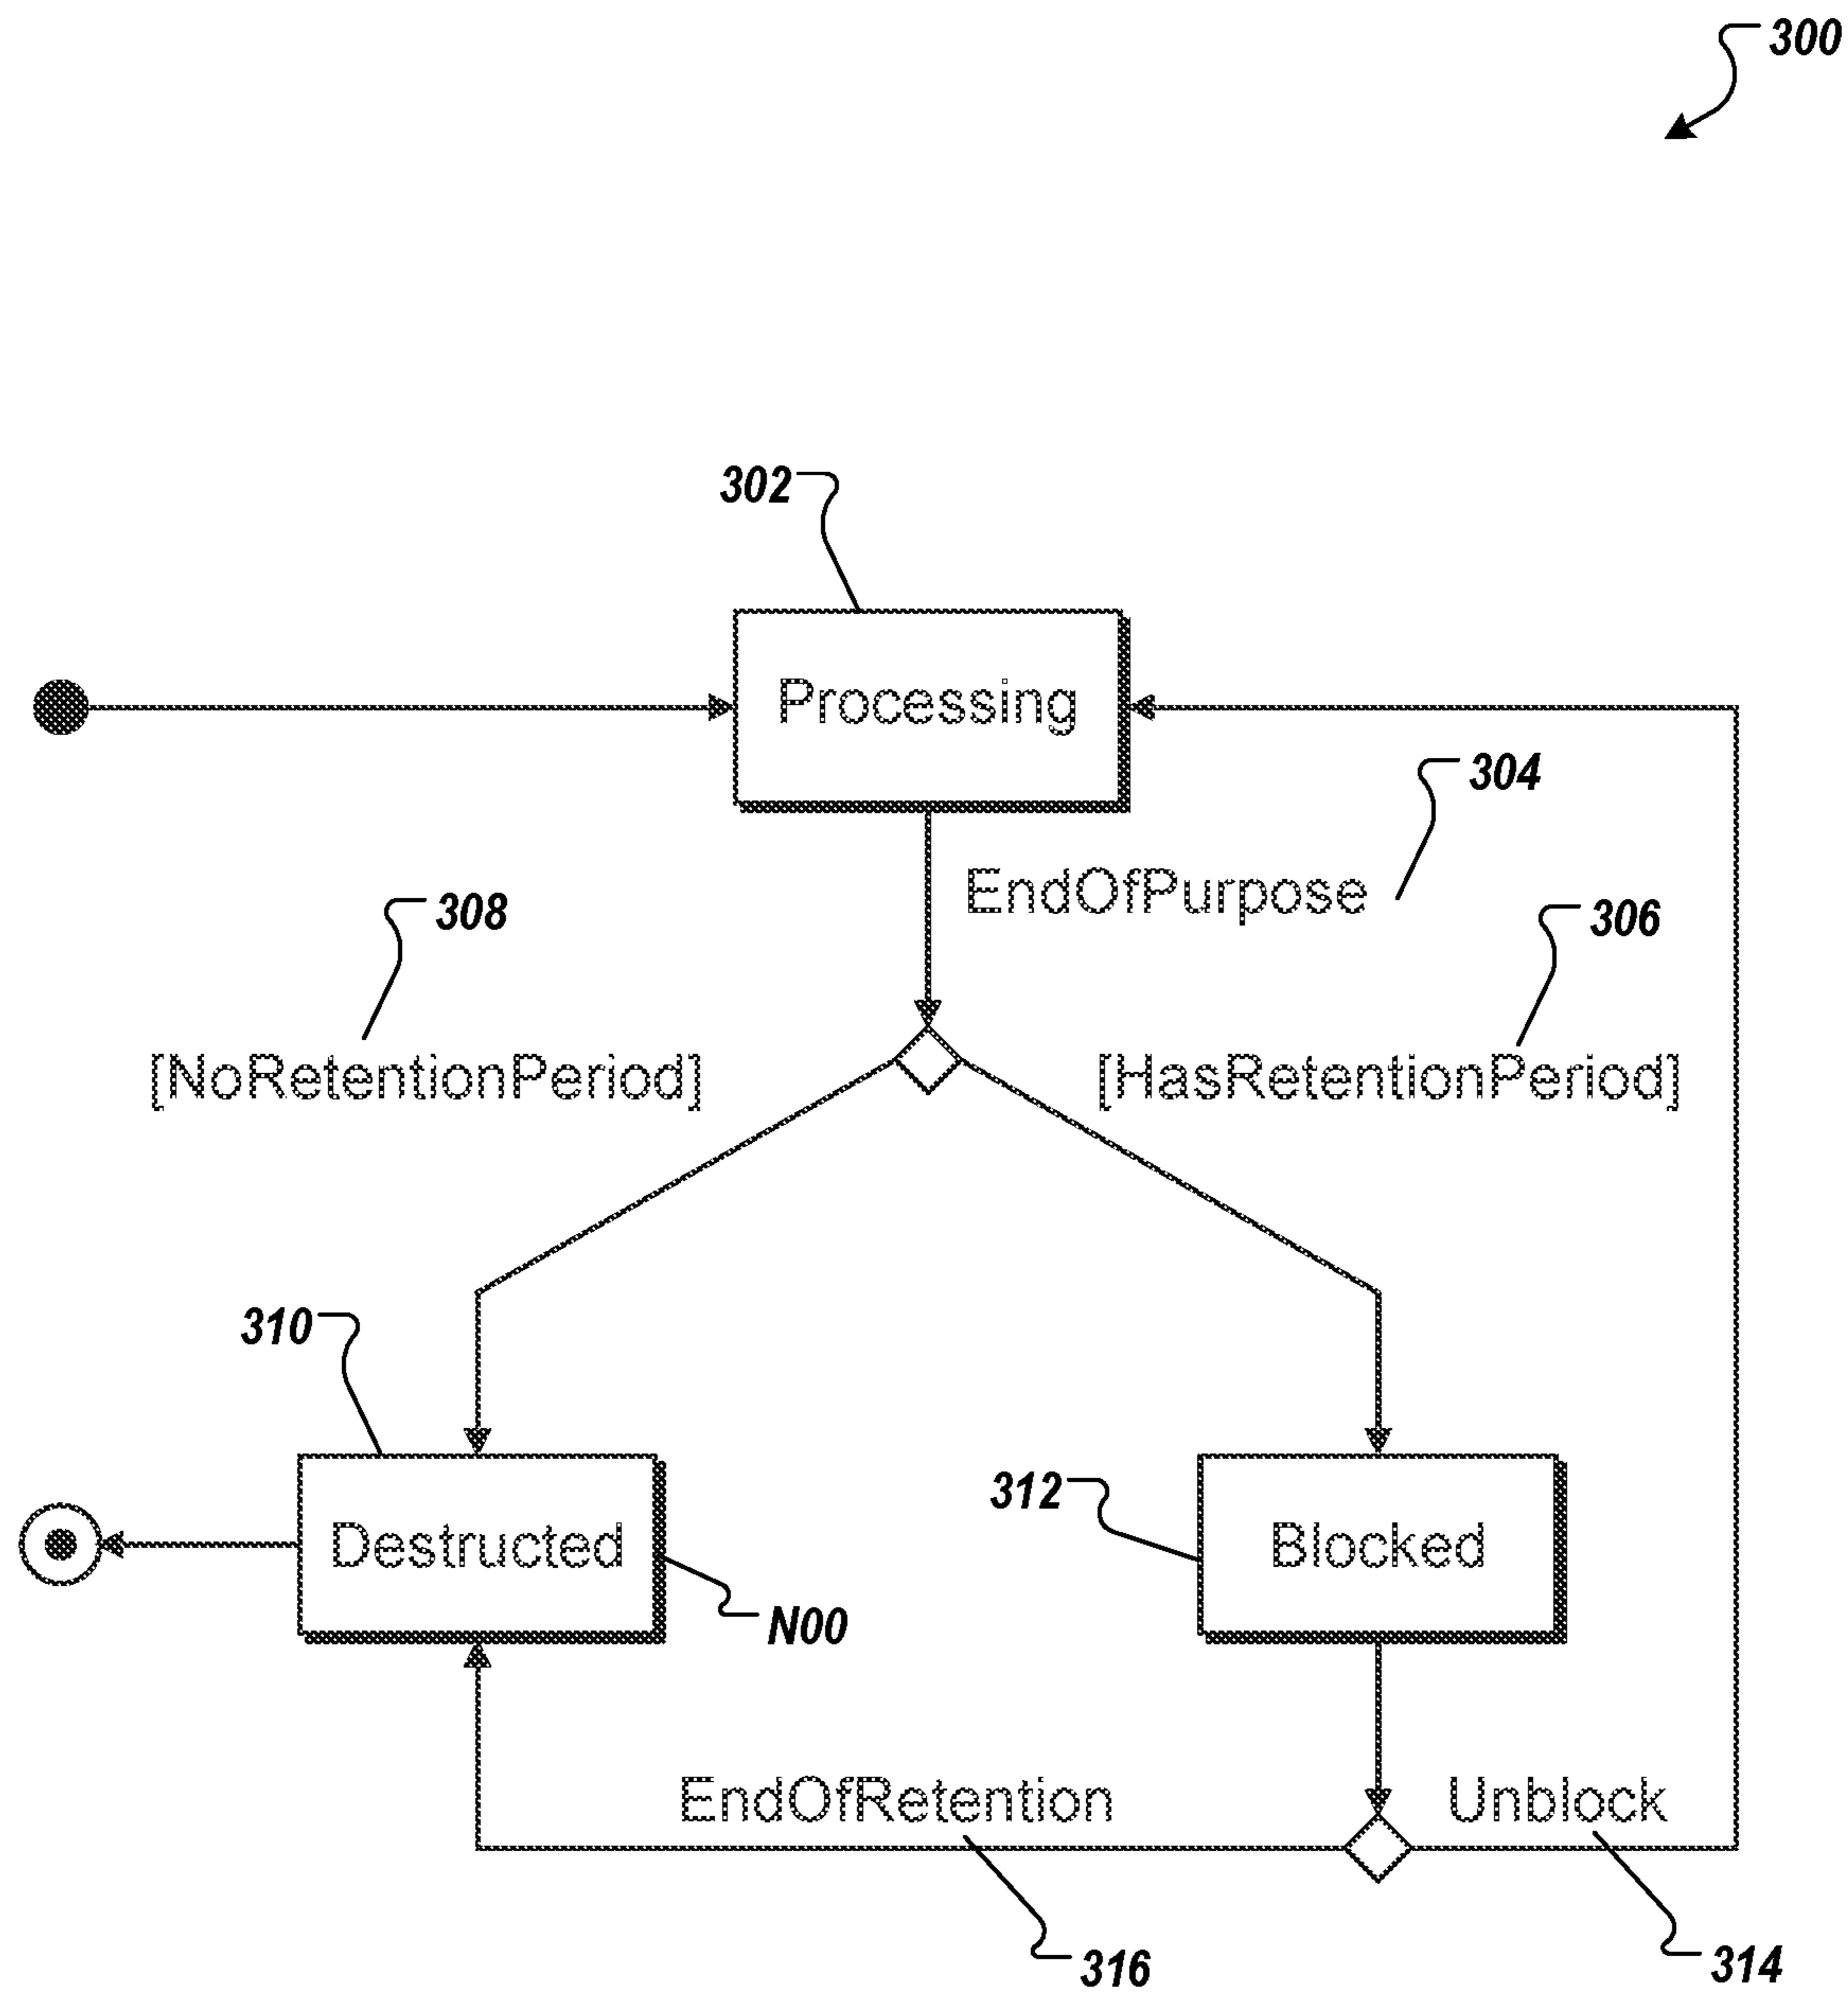 300
302
Processing
304
EndOfPurpose
308
306
[NoRetentionPeriod]
[HasRetentionPeriod]
310
312
Destructed
Blocked
N00
EndOfRetention
Unblock
316
314